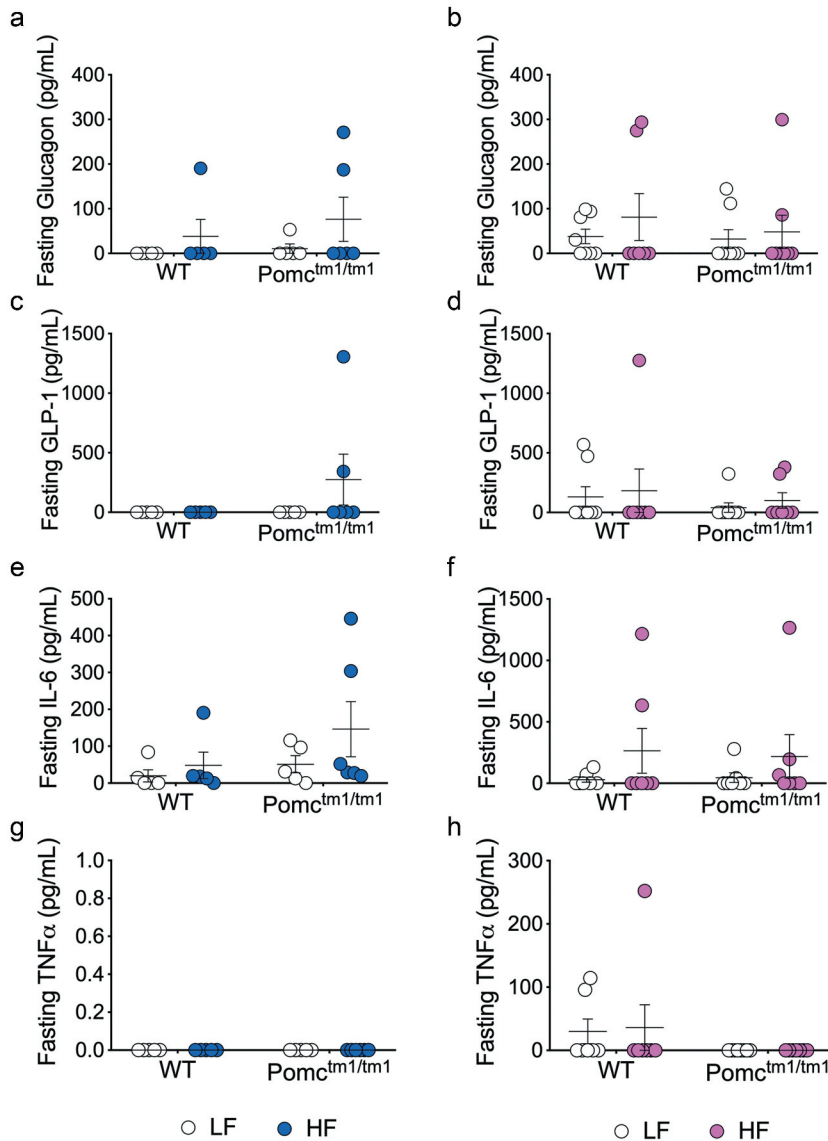 a
Fasting Glucagon (pg/mL)
400
300
200
100
0
WT
Pomc^tm1/tm1
b
Fasting Glucagon (pg/mL)
400
300
200
100
0
WT
Pomc^tm1/tm1
c
Fasting GLP-1 (pg/mL)
1500
1000
500
0
WT
Pomc^tm1/tm1
d
Fasting GLP-1 (pg/mL)
1500
1000
500
0
WT
Pomc^tm1/tm1
e
Fasting IL-6 (pg/mL)
500
400
300
200
100
0
WT
Pomc^tm1/tm1
f
Fasting IL-6 (pg/mL)
1500
1000
500
0
WT
Pomc^tm1/tm1
g
Fasting TNFα (pg/mL)
1.0
0.8
0.6
0.4
0.2
0.0
WT
Pomc^tm1/tm1
h
Fasting TNFα (pg/mL)
300
200
100
0
WT
Pomc^tm1/tm1
LF
HF
LF
HF